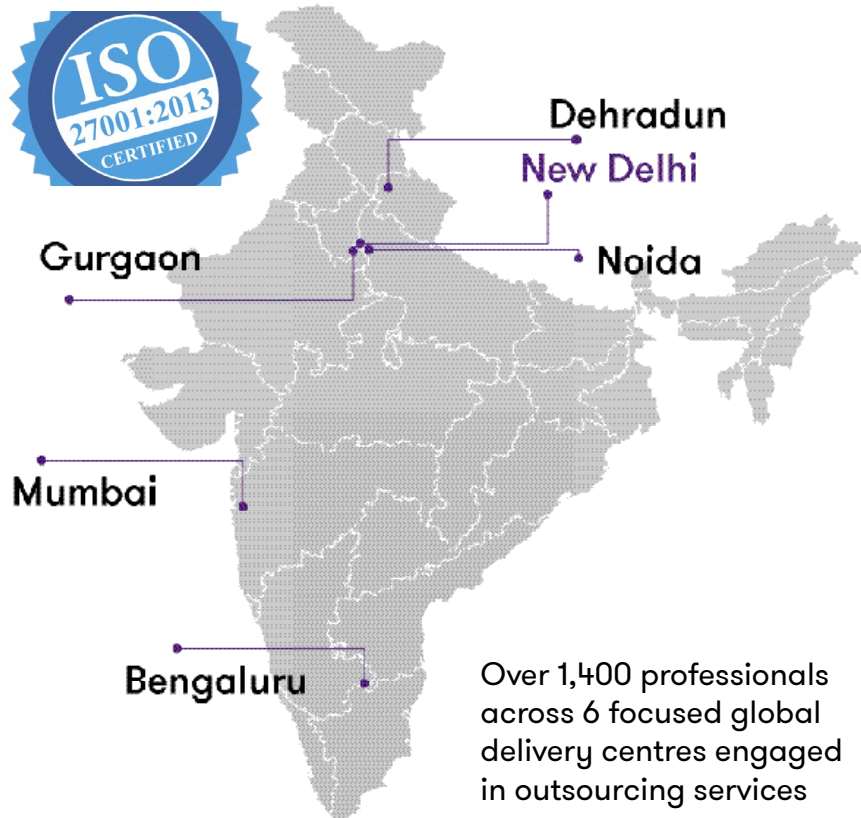 ISO
27001:2013
CERTIFIED
Dehradun
New Delhi
Gurgaon
Noida
Mumbai
Bengaluru
Over 1,400 professionals
across 6 focused global
delivery centres engaged
in outsourcing services